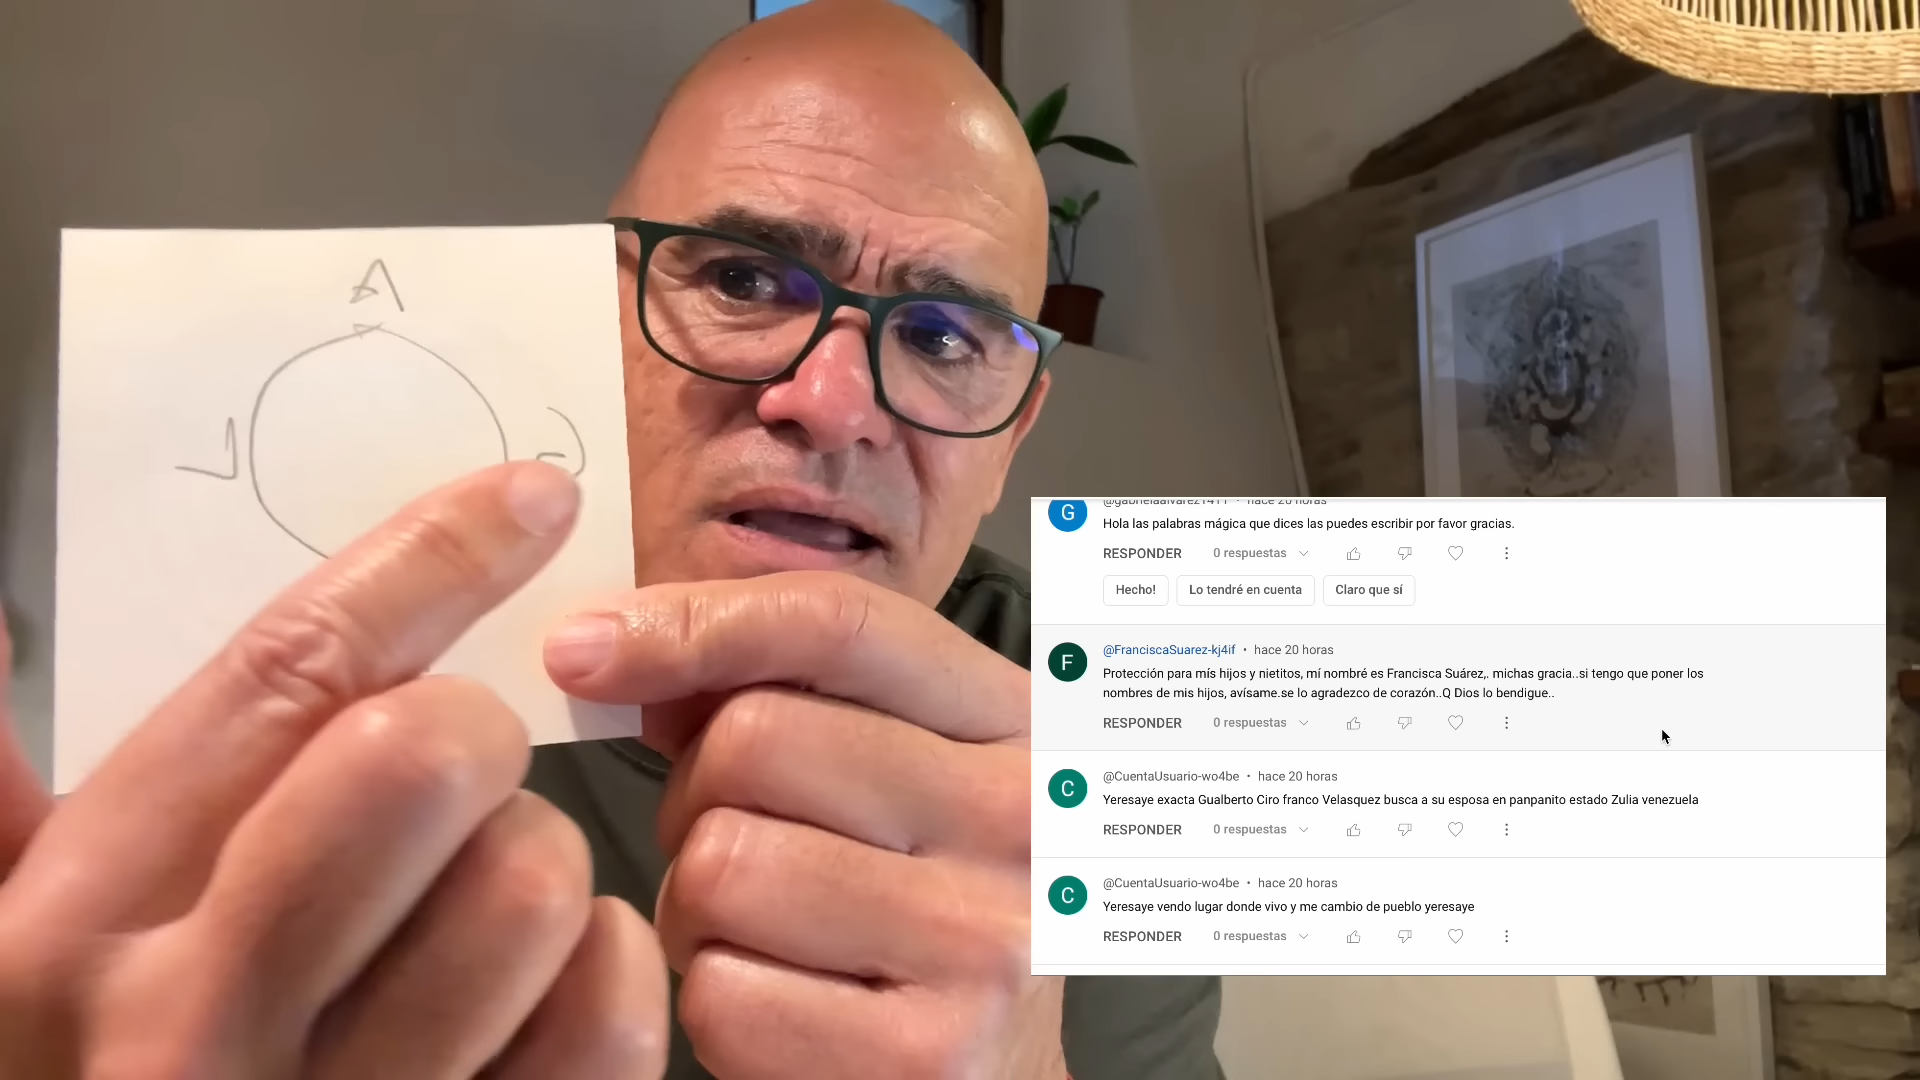 A
G
Hola las palabras mágica que dices las puedes escribir por favor gracias.
RESPONDER 0 respuestas
Hecho! Lo tendré en cuenta Claro que sí
F
@FranciscaSuarez-kj4if • hace 20 horas
Protección para mís hijos y nietitos, mí nombré es Francisca Suárez,. michas gracia..si tengo que poner los
nombres de mis hijos, avísame.se lo agradezco de corazón..Q Dios lo bendigue..
RESPONDER 0 respuestas
C
@CuentaUsuario-wo4be • hace 20 horas
Yeresaye exacta Gualberto Ciro franco Velasquez busca a su esposa en panpanito estado Zulia venezuela
RESPONDER 0 respuestas
C
@CuentaUsuario-wo4be • hace 20 horas
Yeresaye vendo lugar donde vivo y me cambio de pueblo yeresaye
RESPONDER 0 respuestas